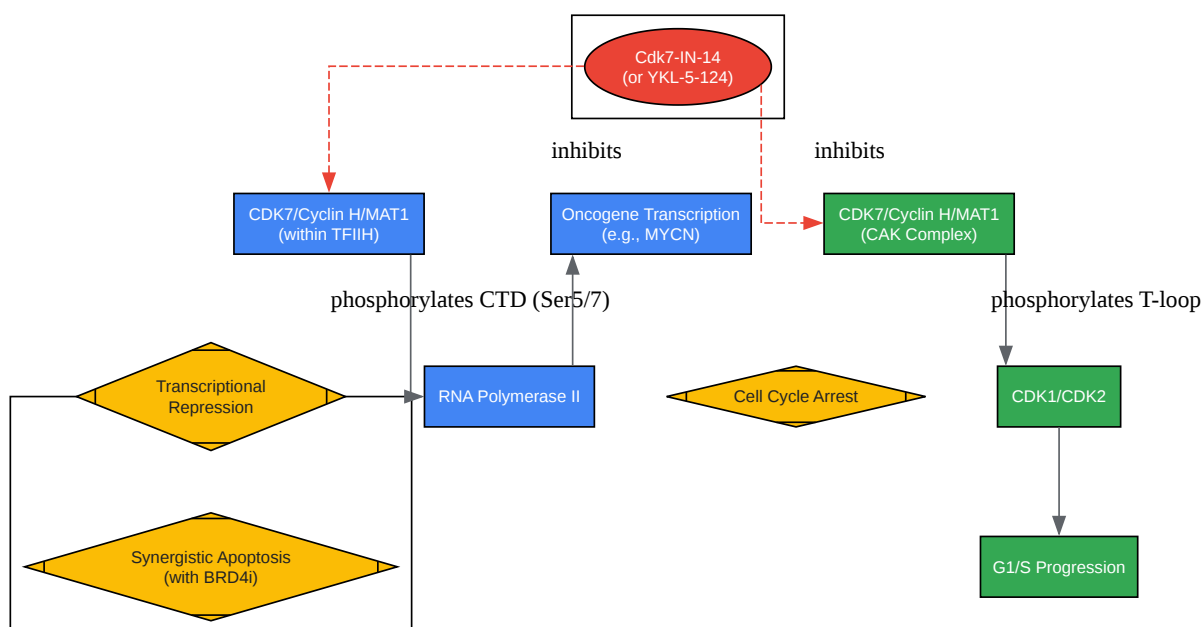 Cdk7-IN-14
(or YKL-5-124)
inhibits
inhibits
CDK7/Cyclin H/MAT1
(within TFIIH)
Oncogene Transcription
(e.g., MYCN)
CDK7/Cyclin H/MAT1
(CAK Complex)
phosphorylates CTD (Ser5/7)
phosphorylates T-loop
Transcriptional
Repression
RNA Polymerase II
Cell Cycle Arrest
CDK1/CDK2
Synergistic Apoptosis
(with BRD4i)
G1/S Progression